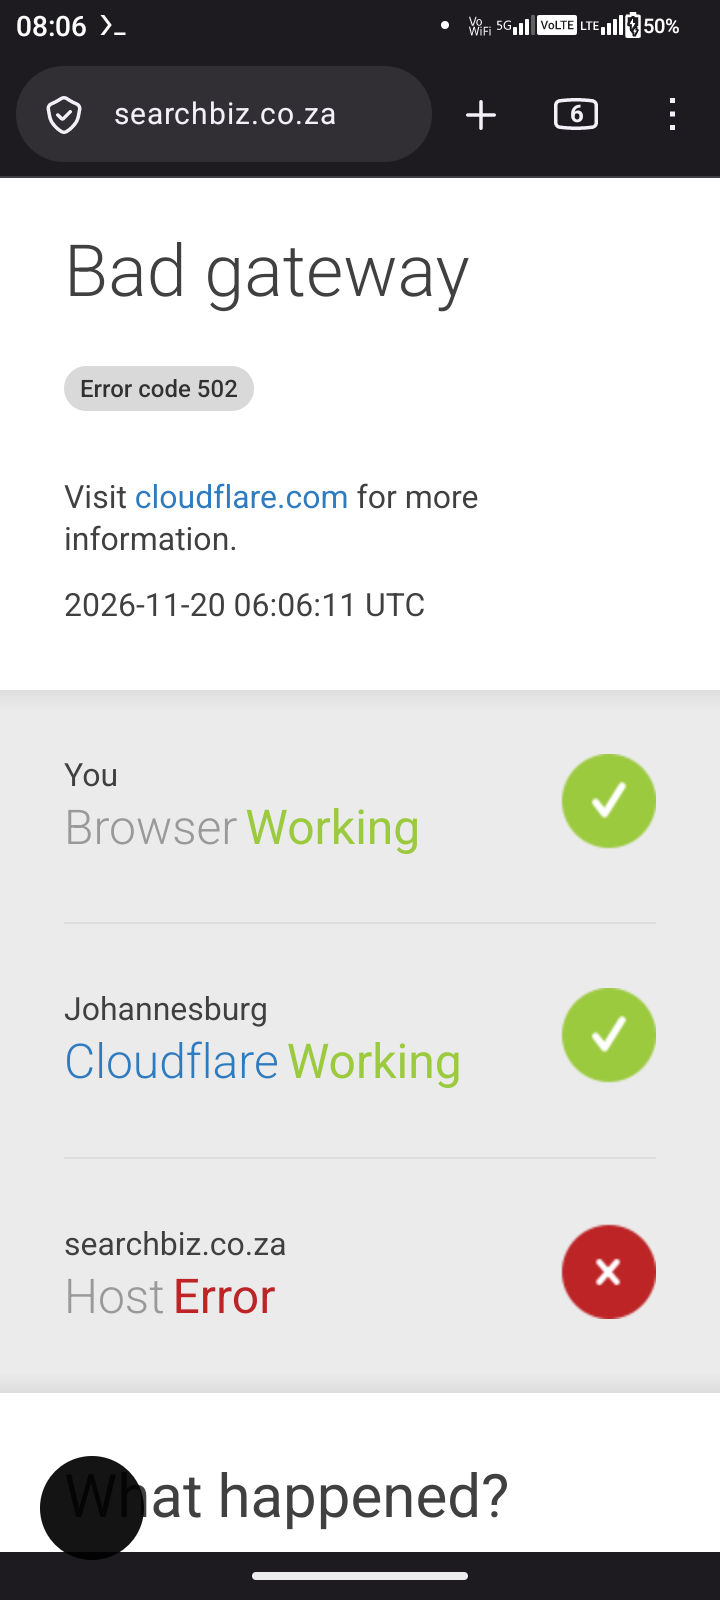 08:06
Vo WiFi 5G VoLTE LTE 50%
searchbiz.co.za
6
Bad gateway
Error code 502
Visit cloudflare.com for more
information.
2026-11-20 06:06:11 UTC
You
Browser Working
Johannesburg
Cloudflare Working
searchbiz.co.za
Host Error
What happened?